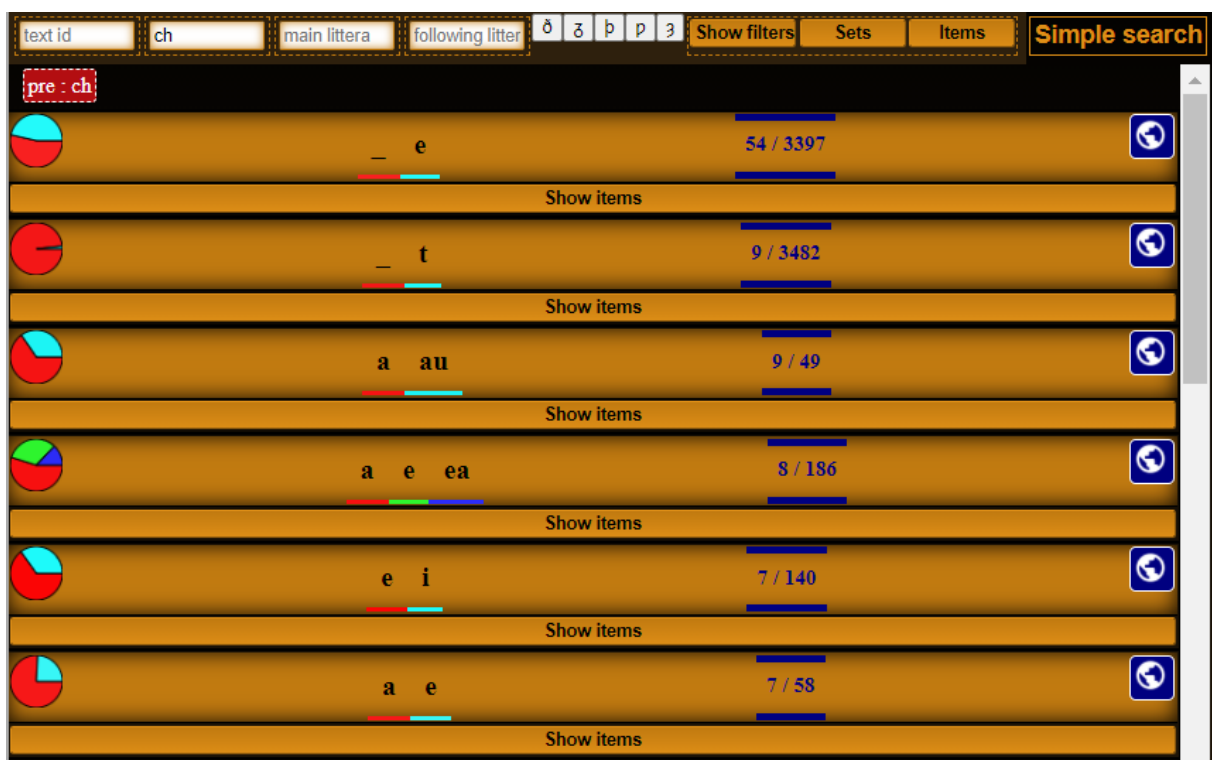 text id ch main littera following litter ð ʒ þ ƿ ȝ Show filters Sets Items Simple search
pre : ch
_ e 54 / 3397
Show items
_ t 9 / 3482
Show items
a au 9 / 49
Show items
a e ea 8 / 186
Show items
e i 7 / 140
Show items
a e 7 / 58
Show items